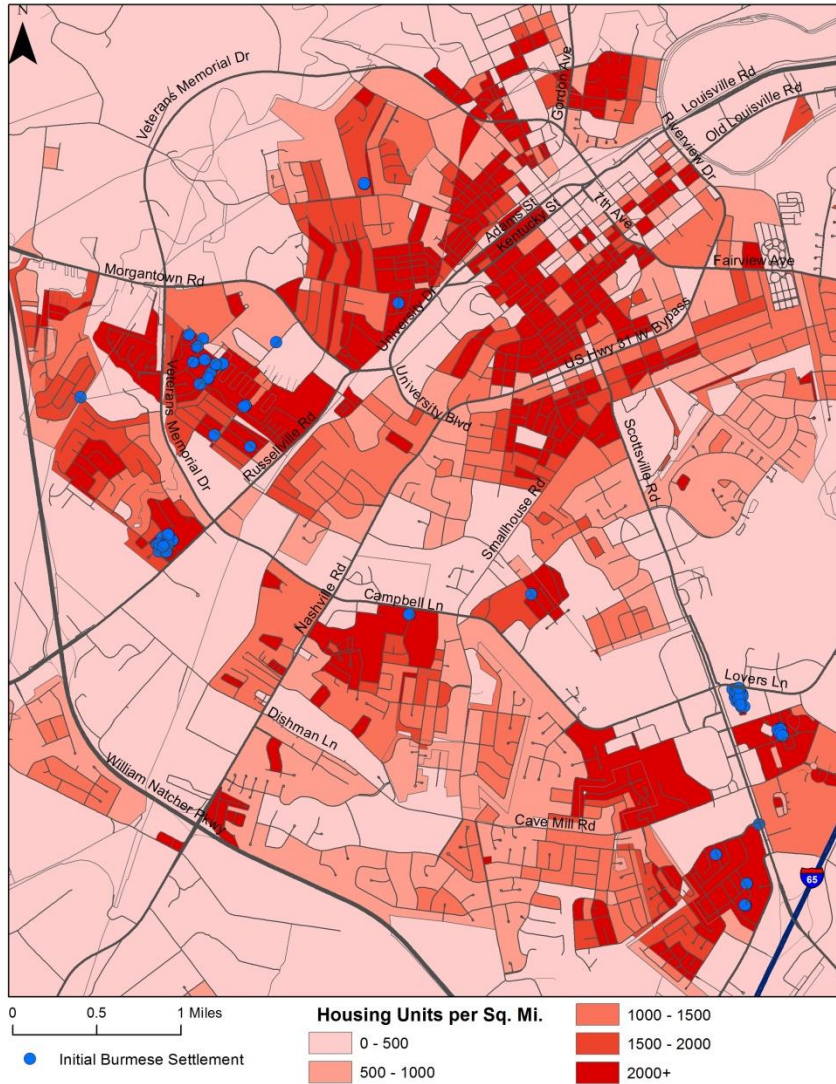 N
Veterans Memorial Dr
Gordon Ave
Louisville Rd
Old Louisville Rd
Riverview Dr
Adams St
Kentucky St
7th Ave
Fairview Ave
Morgantown Rd
University Dr
US Hwy 31 W Bypass
University Blvd
Veterans Memorial Dr
Russellville Rd
Scottsville Rd
Smallhouse Rd
Nashville Rd
Campbell Ln
Lovers Ln
Dishman Ln
William Natcher Pkwy
Cave Mill Rd
65
0 0.5 1 Miles
Initial Burmese Settlement
Housing Units per Sq. Mi.
0 - 500
500 - 1000
1000 - 1500
1500 - 2000
2000+